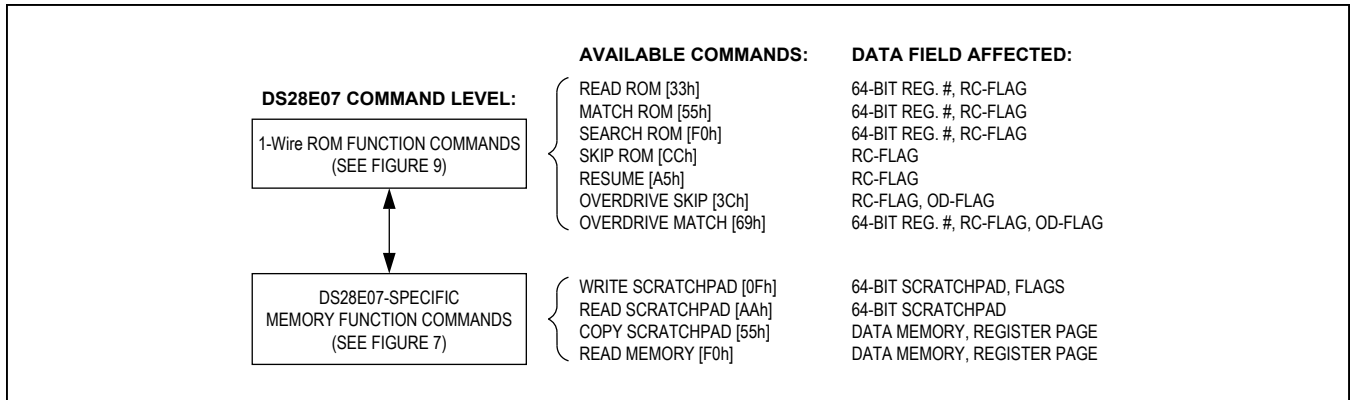 AVAILABLE COMMANDS: DATA FIELD AFFECTED:
DS28E07 COMMAND LEVEL:
1-Wire ROM FUNCTION COMMANDS
(SEE FIGURE 9)
READ ROM [33h] 64-BIT REG. #, RC-FLAG
MATCH ROM [55h] 64-BIT REG. #, RC-FLAG
SEARCH ROM [F0h] 64-BIT REG. #, RC-FLAG
SKIP ROM [CCh] RC-FLAG
RESUME [A5h] RC-FLAG
OVERDRIVE SKIP [3Ch] RC-FLAG, OD-FLAG
OVERDRIVE MATCH [69h] 64-BIT REG. #, RC-FLAG, OD-FLAG
DS28E07-SPECIFIC
MEMORY FUNCTION COMMANDS
(SEE FIGURE 7)
WRITE SCRATCHPAD [0Fh] 64-BIT SCRATCHPAD, FLAGS
READ SCRATCHPAD [AAh] 64-BIT SCRATCHPAD
COPY SCRATCHPAD [55h] DATA MEMORY, REGISTER PAGE
READ MEMORY [F0h] DATA MEMORY, REGISTER PAGE